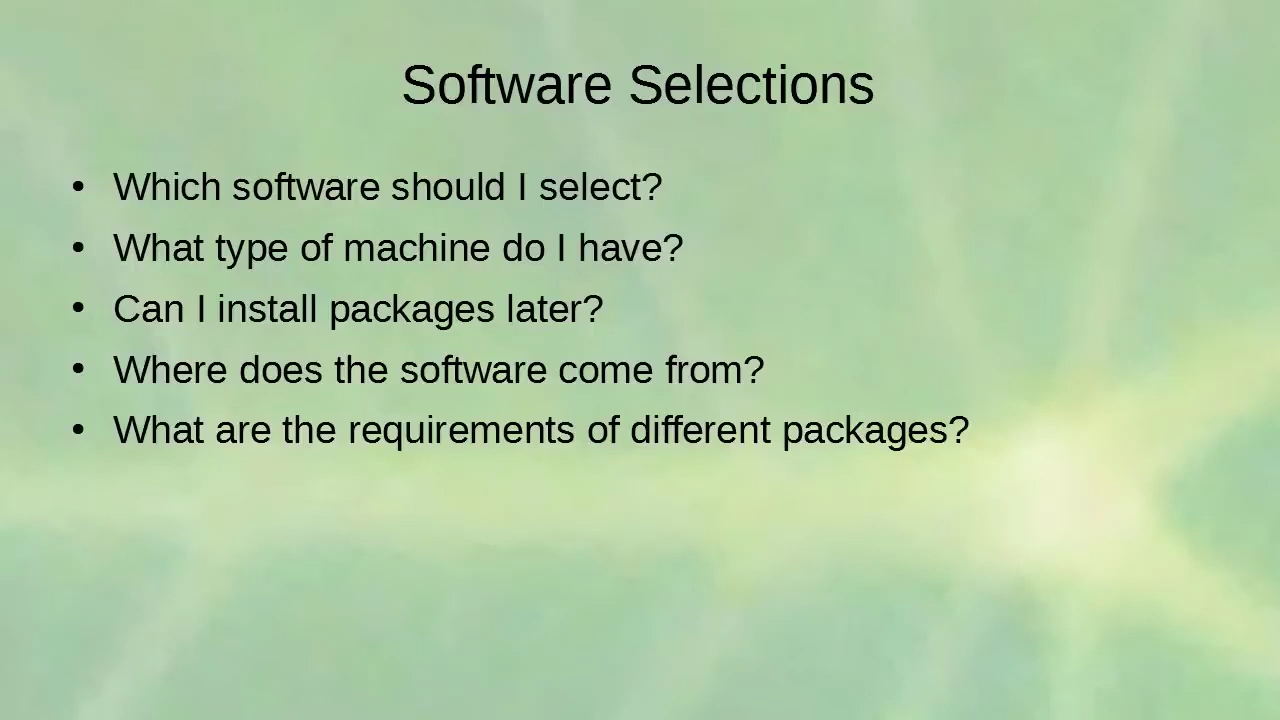 Software Selections
• Which software should I select?
• What type of machine do I have?
• Can I install packages later?
• Where does the software come from?
• What are the requirements of different packages?